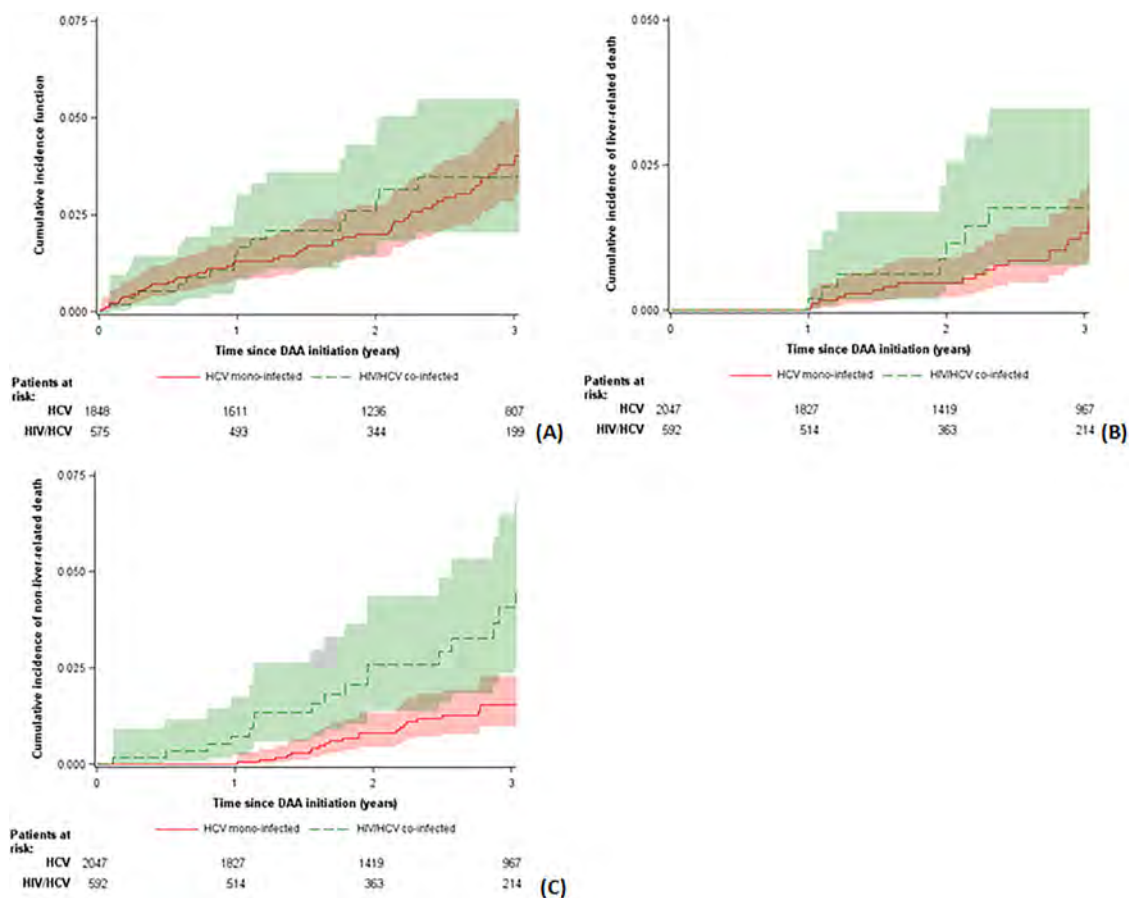 0.075
0.050
0.025
0.000
Cumulative incidence function
0 1 2 3
Time since DAA initiation (years)
HCV mono-infected HIV/HCV co-infected
Patients at risk:
HCV 1848 1611 1236 807
HIV/HCV 575 493 344 199
(A)
0.050
0.025
0.000
Cumulative incidence of liver-related death
0 1 2 3
Time since DAA initiation (years)
HCV mono-infected HIV/HCV co-infected
Patients at risk:
HCV 2047 1827 1419 967
HIV/HCV 592 514 363 214
(B)
0.075
0.050
0.025
0.000
Cumulative incidence of non-liver-related death
0 1 2 3
Time since DAA initiation (years)
HCV mono-infected HIV/HCV co-infected
Patients at risk:
HCV 2047 1827 1419 967
HIV/HCV 592 514 363 214
(C)